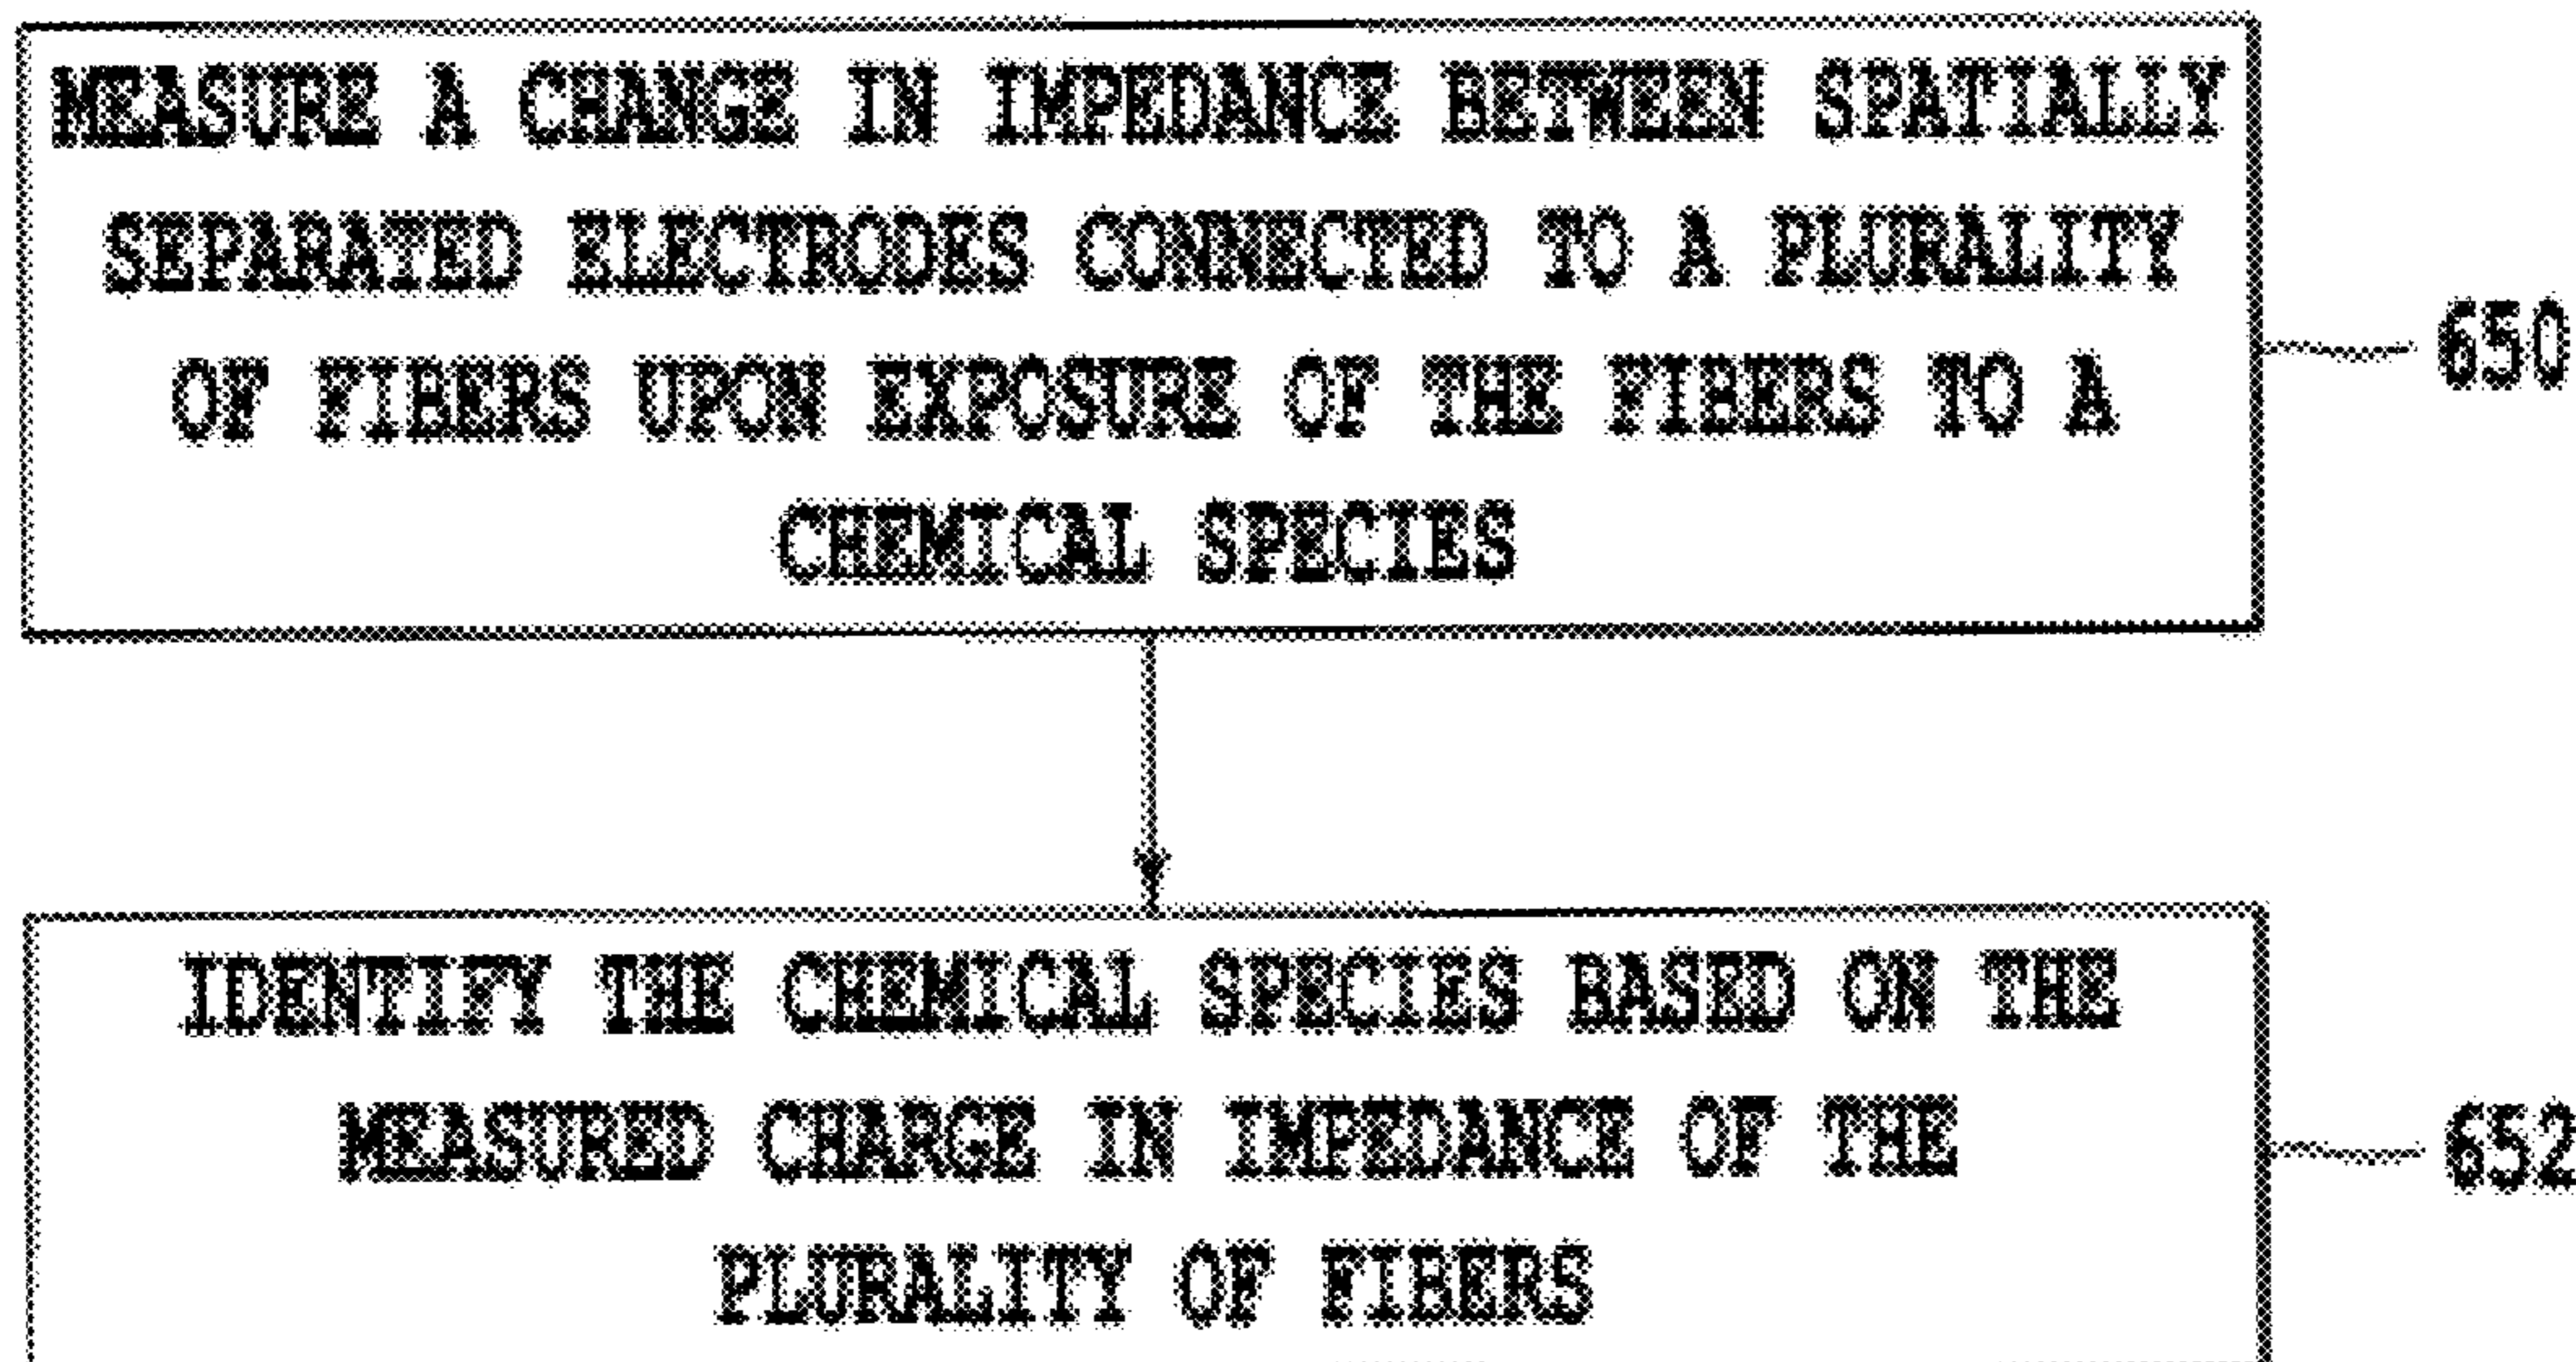 MEASURE A CHANGE IN IMPEDANCE BETWEEN SPATIALLY
SEPARATED ELECTRODES CONNECTED TO A PLURALITY
OF FIBERS UPON EXPOSURE OF THE FIBERS TO A
CHEMICAL SPECIES
650
IDENTIFY THE CHEMICAL SPECIES BASED ON THE
MEASURED CHARGE IN IMPEDANCE OF THE
PLURALITY OF FIBERS
652